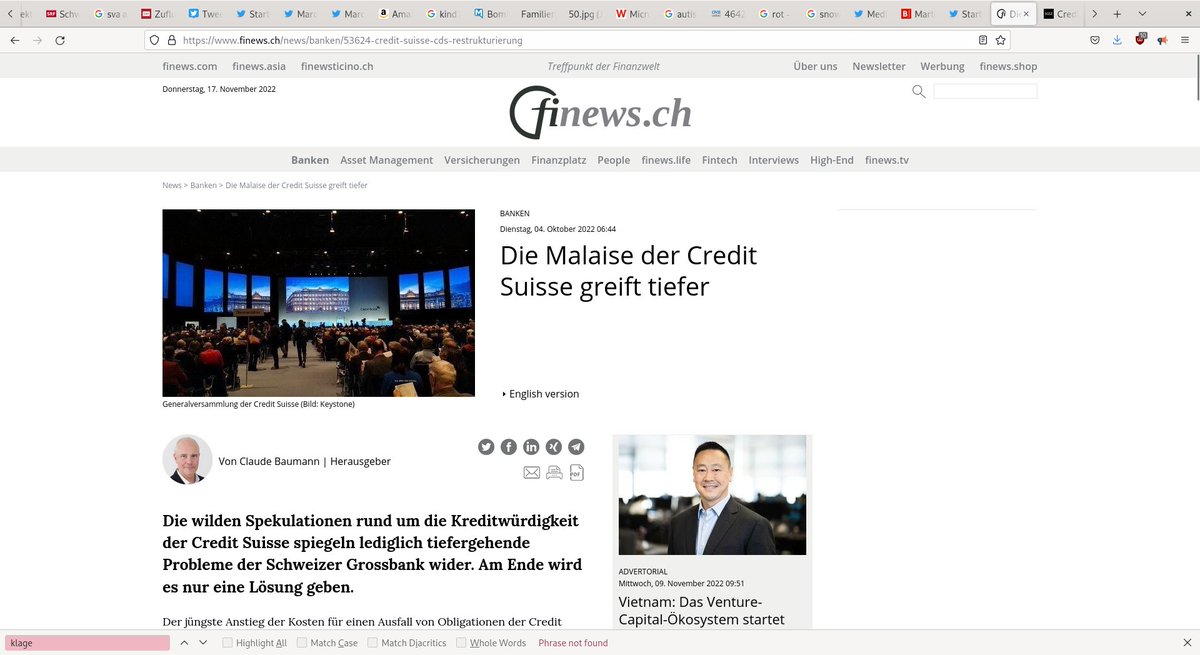 ekt
Schw
sva a
Zufl
Twe
Start
Marc
Marc
Ama
kind
Bom
Familien
50.jpg (
Micr
autis
4642
rot -
snow
Medi
Mart
Start
Die
Cred
https://www.finews.ch/news/banken/53624-credit-suisse-cds-restrukturierung
finews.com finews.asia finewsticino.ch Treffpunkt der Finanzwelt Über uns Newsletter Werbung finews.shop
Donnerstag, 17. November 2022
finews.ch
Banken Asset Management Versicherungen Finanzplatz People finews.life Fintech Interviews High-End finews.tv
News > Banken > Die Malaise der Credit Suisse greift tiefer
BANKEN
Dienstag, 04. Oktober 2022 06:44
Die Malaise der Credit
Suisse greift tiefer
English version
Generalversammlung der Credit Suisse (Bild: Keystone)
Von Claude Baumann | Herausgeber
PDF
Die wilden Spekulationen rund um die Kreditwürdigkeit
der Credit Suisse spiegeln lediglich tiefergehende
Probleme der Schweizer Grossbank wider. Am Ende wird
es nur eine Lösung geben.
Der jüngste Anstieg der Kosten für einen Ausfall von Obligationen der Credit
ADVERTORIAL
Mittwoch, 09. November 2022 09:51
Vietnam: Das Venture-
Capital-Ökosystem startet
klage Highlight All Match Case Match Diacritics Whole Words Phrase not found